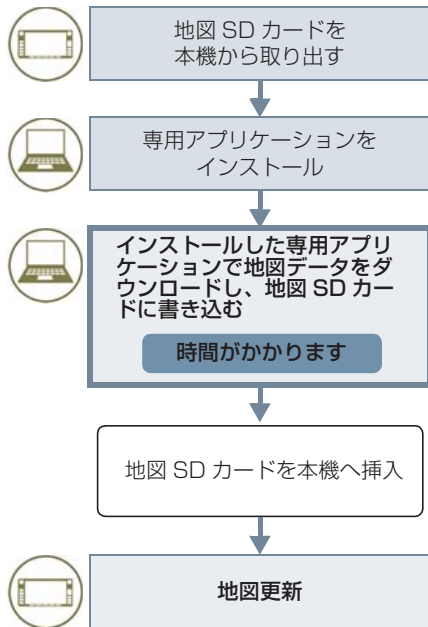 地図 SD カードを
本機から取り出す
専用アプリケーションを
インストール
インストールした専用アプリ
ケーションで地図データをダ
ウンロードし、地図 SD カー
ドに書き込む
時間がかかります
地図 SD カードを本機へ挿入
地図更新